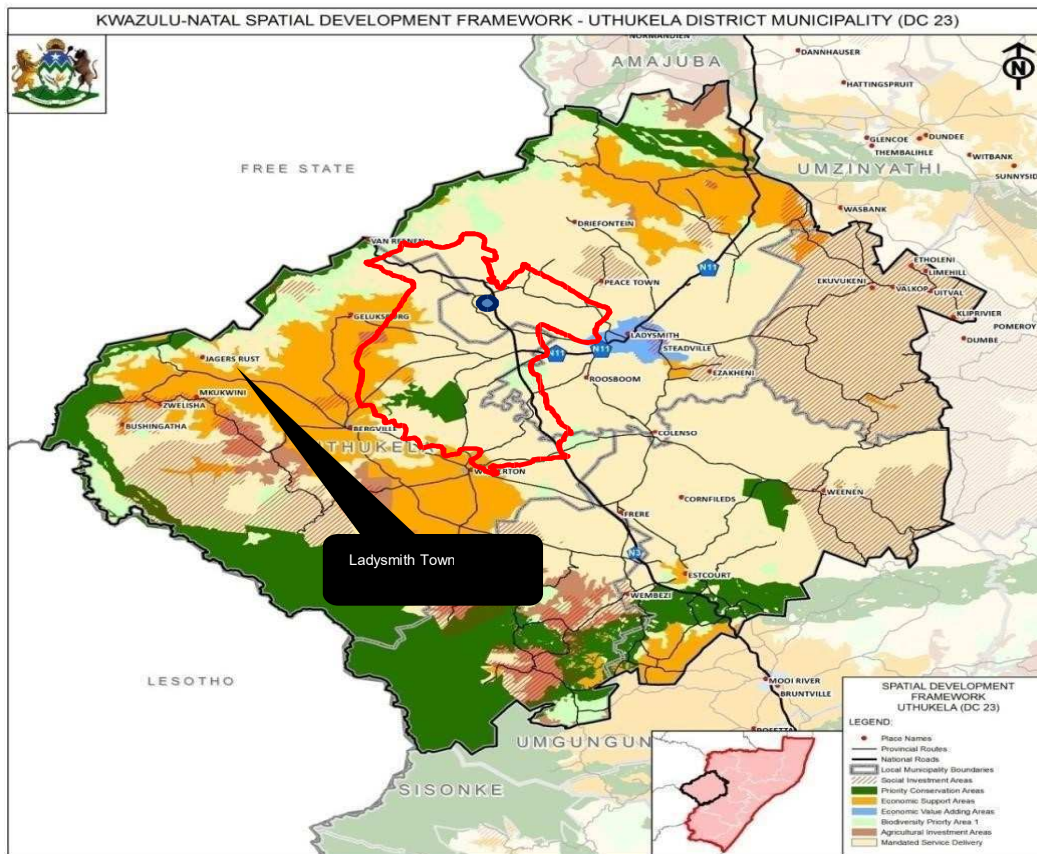 KWAZULU-NATAL SPATIAL DEVELOPMENT FRAMEWORK - UTHUKELA DISTRICT MUNICIPALITY (DC 23)
NORMANDIEN
DANNHAUSER
AMAJUBA
N
HATTINGSPRUIT
GLENCOE
DUNDEE
THEMBALIHLE
WITBANK
FREE STATE
UMZINYATHI
SUNNYSID
WASBANK
DRIEFONTEIN
VAN REENEN
ETHOLENI
N11
LIMEHILL
PEACE TOWN
EKUVUKENI
VALKOP
UITVAL
GELUKSBURG
KLIPRIVIER
LADYSMITH
POMEROY
STEADVILLE
DUMBE
JAGERS RUST
N11
N11
EZAKHENI
ROOSBOOM
MKUKWINI
ZWELISHA
BUSHINGATHA
BERGVILLE
COLENSO
UTHUKELA
WINTERTON
WEENEN
CORNFILEDS
FRERE
N3
Ladysmith Town
ESTCOURT
WEMBEZI
LESOTHO
MOOI RIVER
BRUNTVILLE
ROSETTA
UMGUNGUN
SISONKE
SPATIAL DEVELOPMENT
FRAMEWORK
UTHUKELA (DC 23)
LEGEND:
Place Names
Provincial Routes
National Roads
Local Municipality Boundaries
Social Investment Areas
Priority Conservation Areas
Economic Support Areas
Economic Value Adding Areas
Biodiversity Priorty Area 1
Agricultural Investment Areas
Mandated Service Delivery